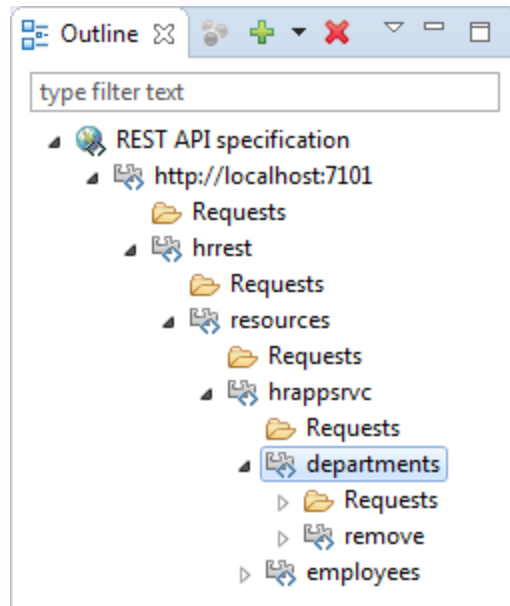 Outline
type filter text
REST API specification
http://localhost:7101
Requests
hrrest
Requests
resources
Requests
hrappsrvc
Requests
departments
Requests
remove
employees